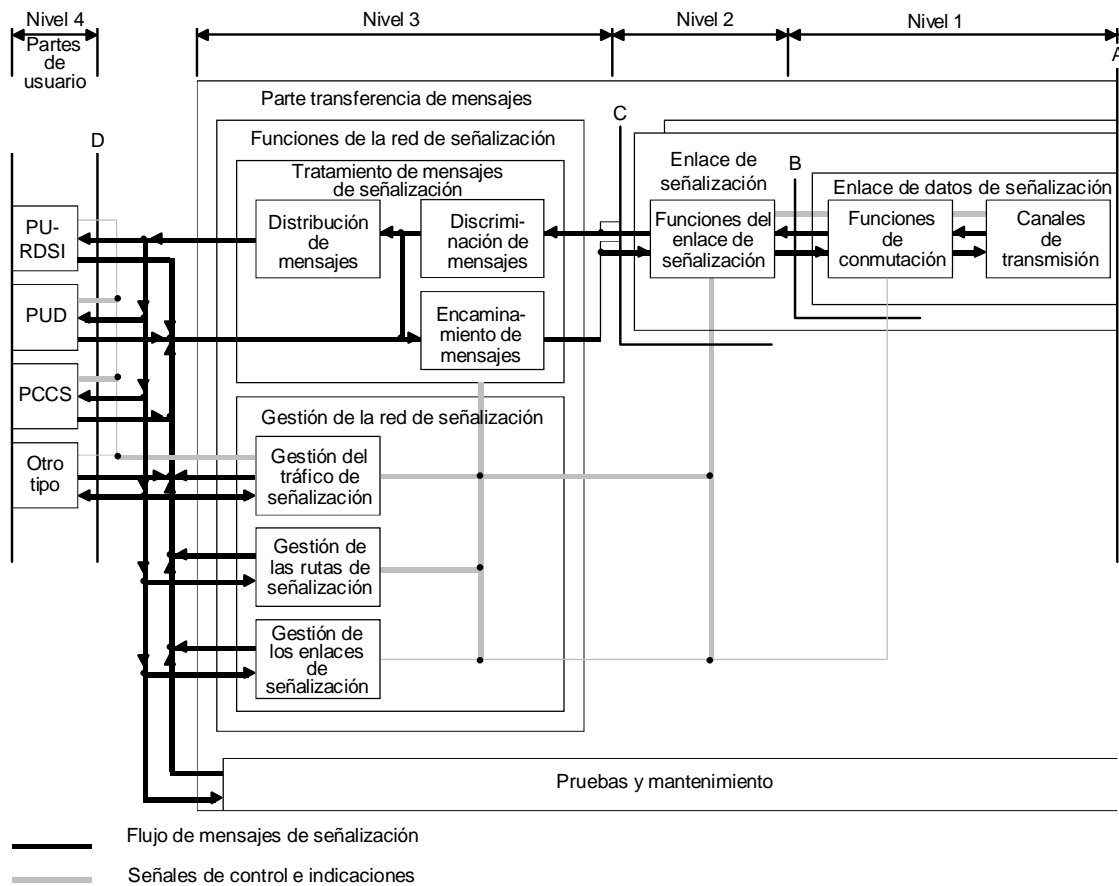 Nivel 4
Nivel 3
Nivel 2
Nivel 1
Partes
de
usuario
A
Parte transferencia de mensajes
C
D
Funciones de la red de señalización
Tratamiento de mensajes
de señalización
Enlace de
señalización
B
Enlace de datos de señalización
PU-
RDSI
Distribución
de
mensajes
Discrimi-
nación de
mensajes
Funciones del
enlace de
señalización
Funciones
de
conmutación
Canales
de
transmisión
PUD
Encamina-
miento de
mensajes
PCCS
Gestión de la red de señalización
Otro
tipo
Gestión del
tráfico de
señalización
Gestión de
las rutas de
señalización
Gestión de
los enlaces
de
señalización
Pruebas y mantenimiento
Flujo de mensajes de señalización
Señales de control e indicaciones